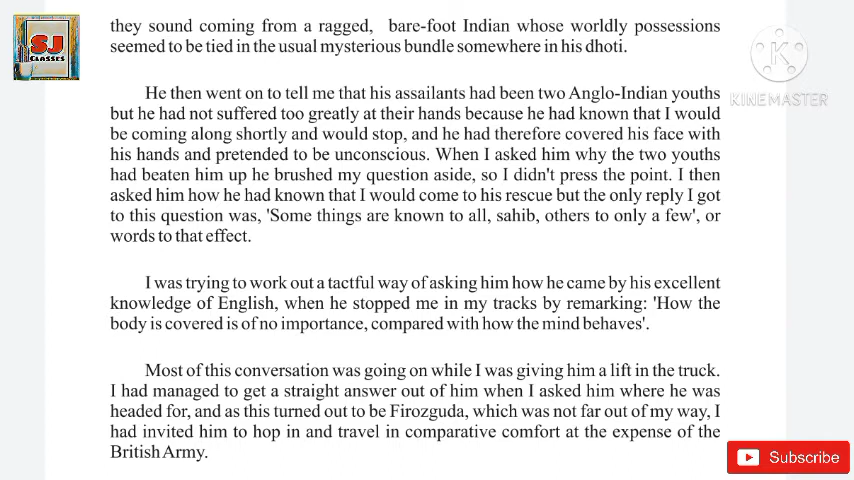 they sound coming from a ragged, bare-foot Indian whose worldly possessions
seemed to be tied in the usual mysterious bundle somewhere in his dhoti.
SJ
CLASSES
KINEMASTER
He then went on to tell me that his assailants had been two Anglo-Indian youths
but he had not suffered too greatly at their hands because he had known that I would
be coming along shortly and would stop, and he had therefore covered his face with
his hands and pretended to be unconscious. When I asked him why the two youths
had beaten him up he brushed my question aside, so I didn't press the point. I then
asked him how he had known that I would come to his rescue but the only reply I got
to this question was, 'Some things are known to all, sahib, others to only a few', or
words to that effect.
I was trying to work out a tactful way of asking him how he came by his excellent
knowledge of English, when he stopped me in my tracks by remarking: 'How the
body is covered is of no importance, compared with how the mind behaves'.
Most of this conversation was going on while I was giving him a lift in the truck.
I had managed to get a straight answer out of him when I asked him where he was
headed for, and as this turned out to be Firozguda, which was not far out of my way, I
had invited him to hop in and travel in comparative comfort at the expense of the
British Army.
Subscribe